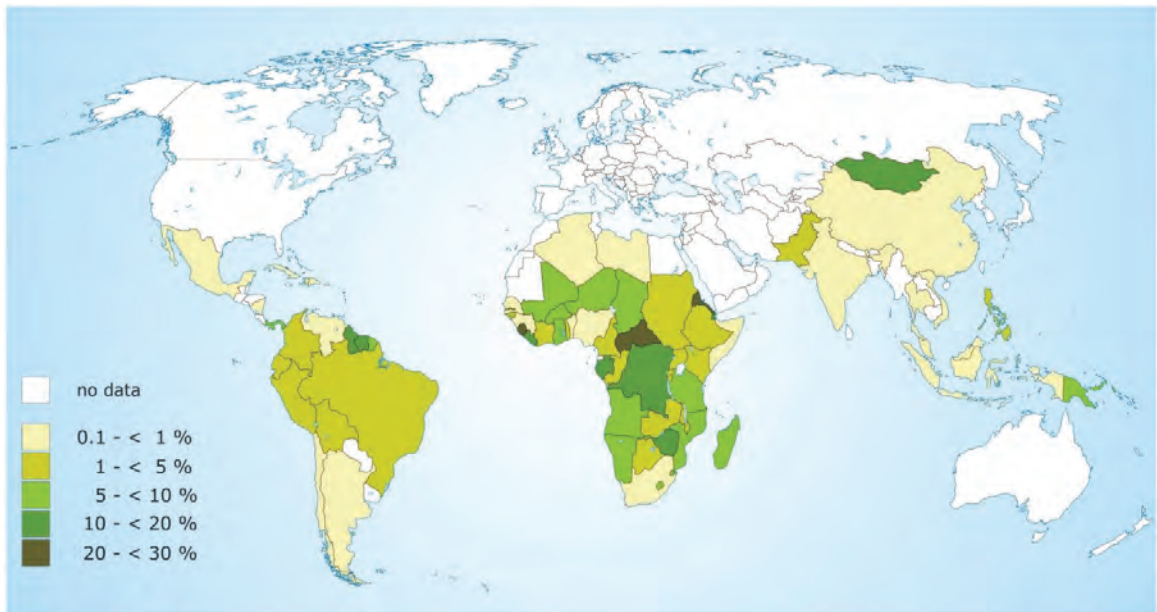 no data
0.1 - < 1 %
1 - < 5 %
5 - < 10 %
10 - < 20 %
20 - < 30 %